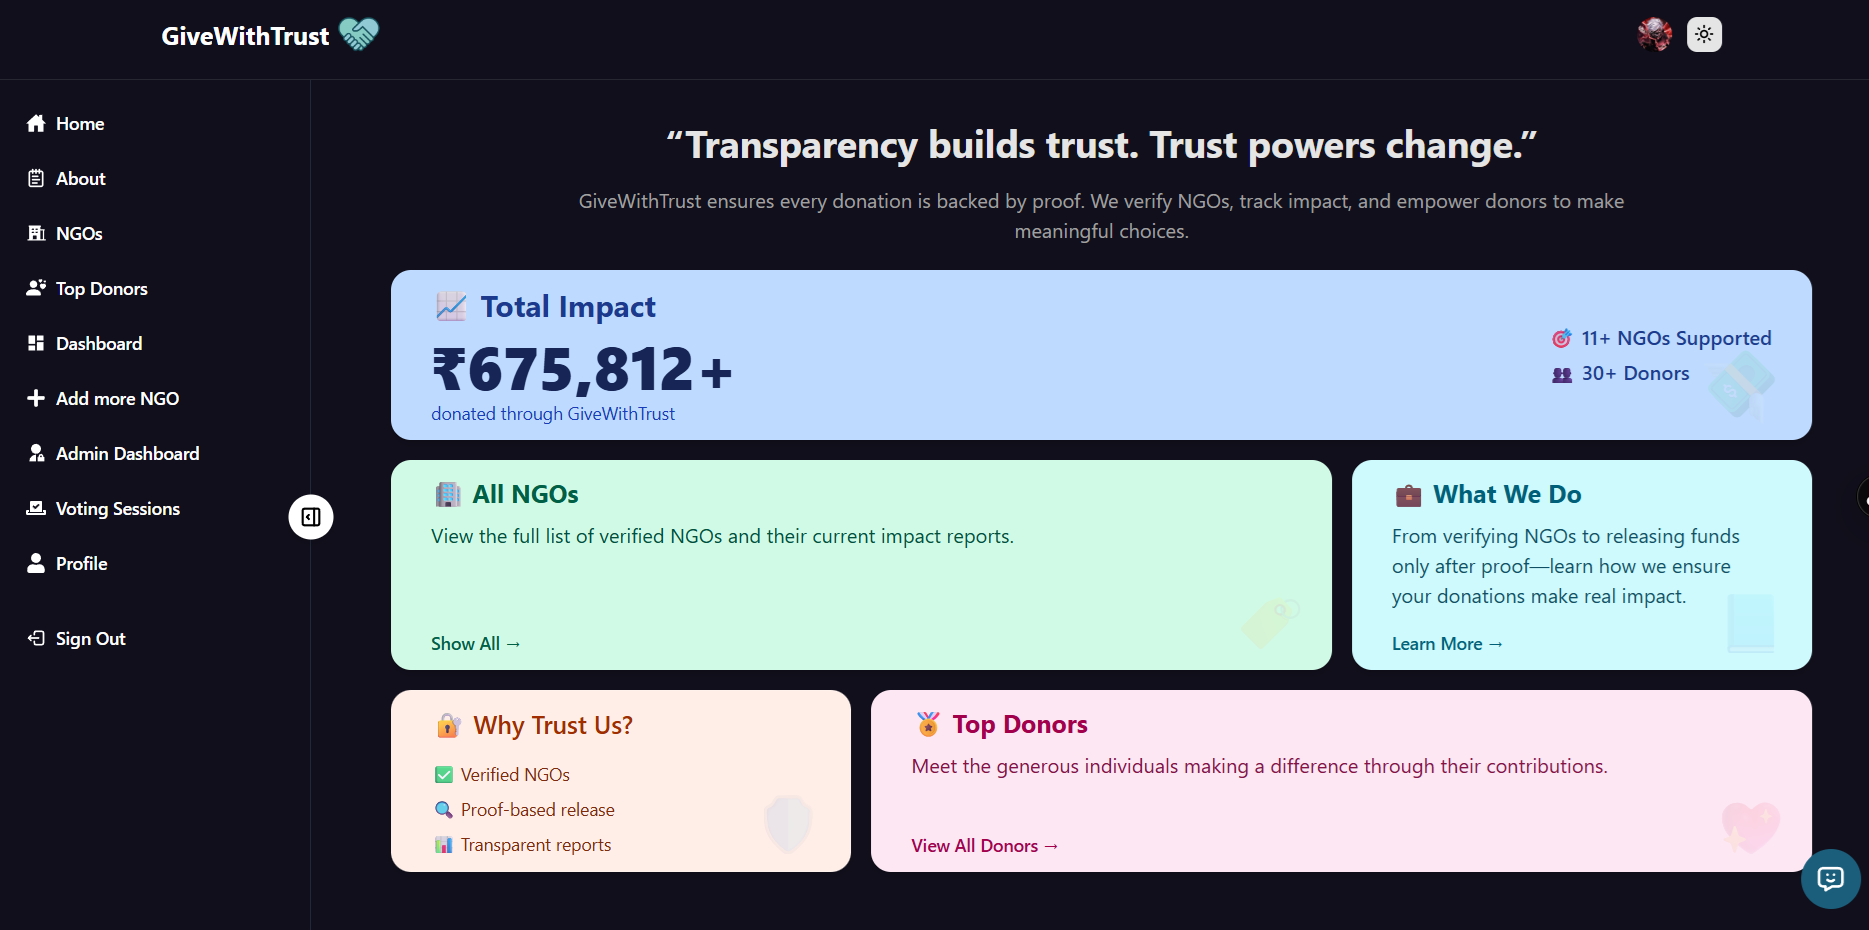 GiveWithTrust
Home
About
NGOs
Top Donors
Dashboard
Add more NGO
Admin Dashboard
Voting Sessions
Profile
Sign Out
“Transparency builds trust. Trust powers change.”
GiveWithTrust ensures every donation is backed by proof. We verify NGOs, track impact, and empower donors to make
meaningful choices.
Total Impact
₹675,812+
donated through GiveWithTrust
11+ NGOs Supported
30+ Donors
All NGOs
View the full list of verified NGOs and their current impact reports.
Show All →
What We Do
From verifying NGOs to releasing funds
only after proof—learn how we ensure
your donations make real impact.
Learn More →
Why Trust Us?
Verified NGOs
Proof-based release
Transparent reports
Top Donors
Meet the generous individuals making a difference through their contributions.
View All Donors →